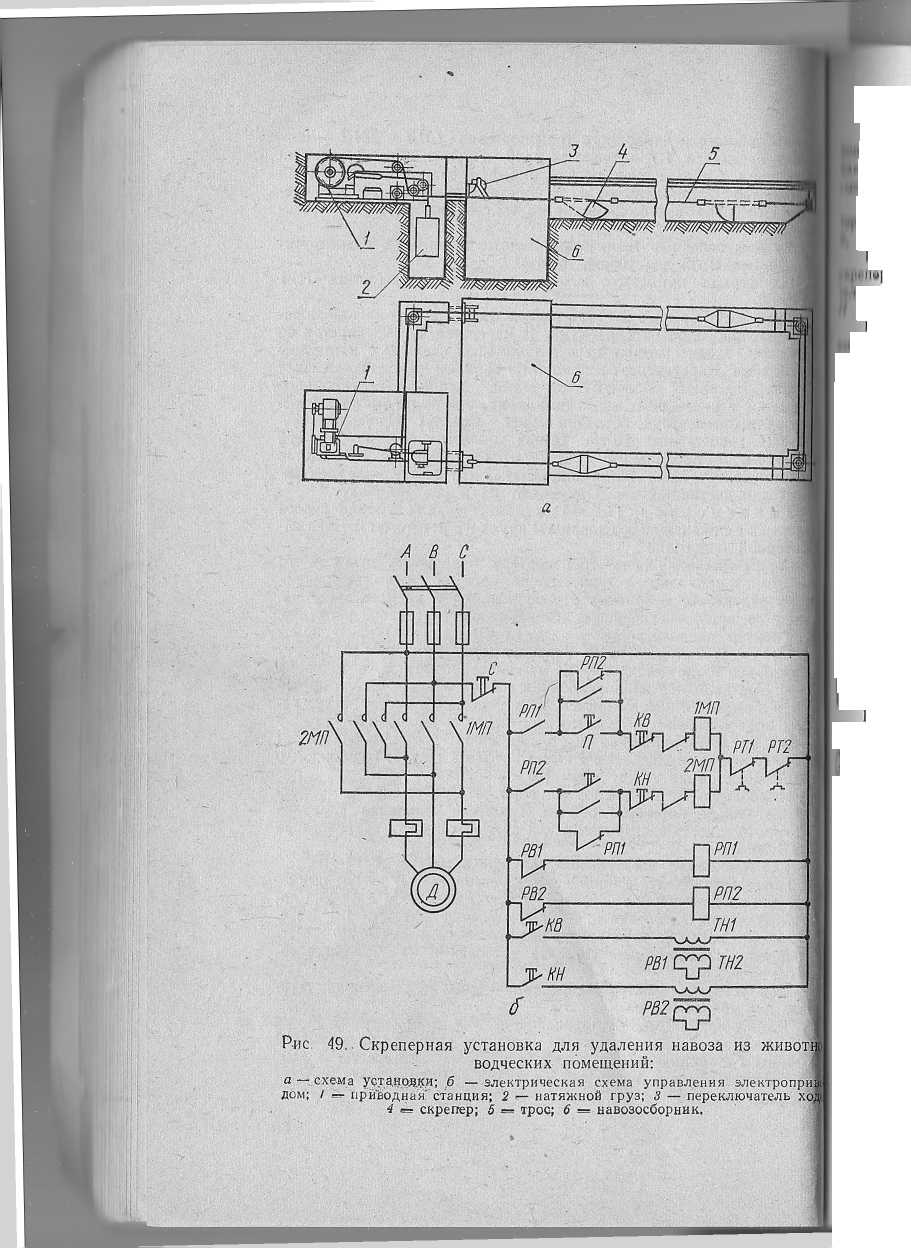 3 4 5
1
2
6
1
6
а
А В С
С
РП2
РП1
1МП
КВ
2МП
1МП
П
РТ1 РТ2
РП2
КН
2МП
РП1
РВ1
РП1
РВ2
РП2
КВ
ТН1
РВ1
ТН2
КН
РВ2
б
Рис. 49. Скреперная установка для удаления навоза из
водческих помещений:
а — схема установки; б — электрическая схема управления
дом; 1 — приводная станция; 2 — натяжной груз; 3 — переключатель
4 — скрепер; 5 — трос; 6 — навозосборник.